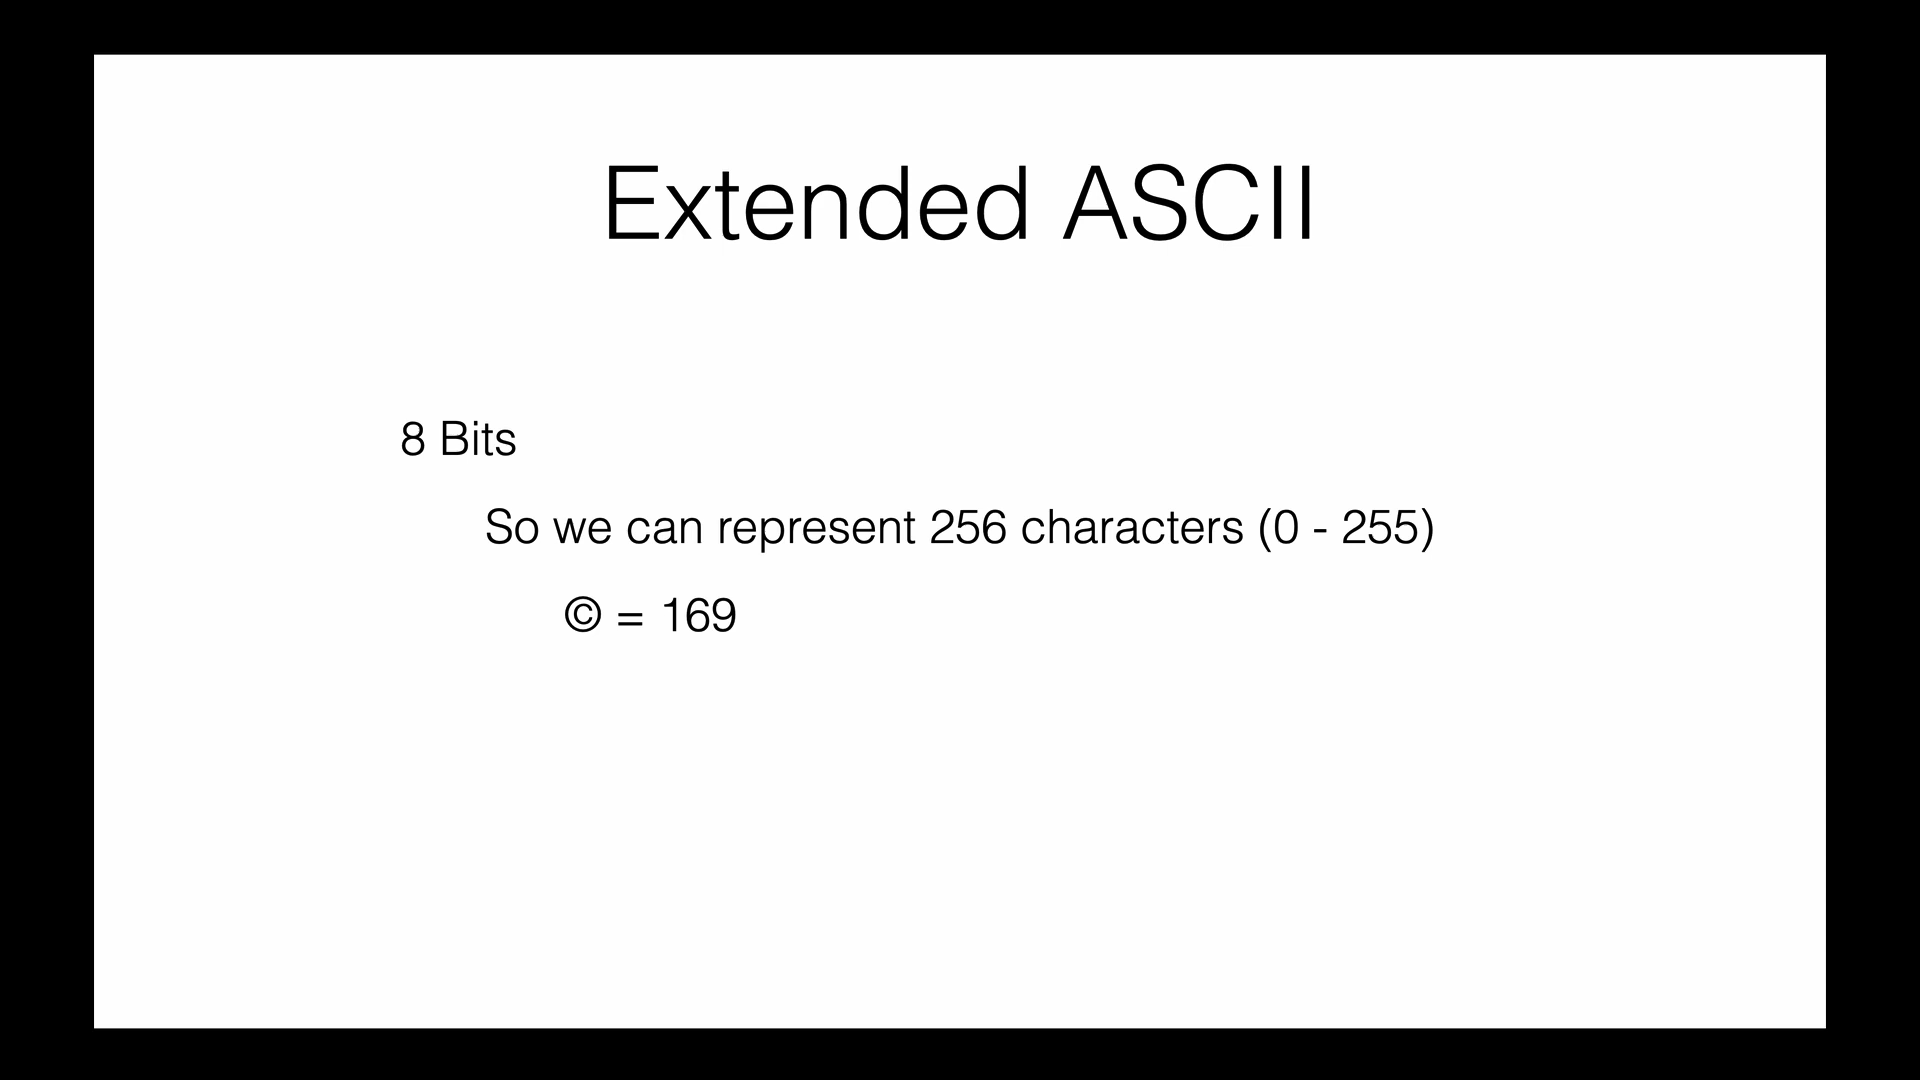 Extended ASCII
8 Bits
So we can represent 256 characters (0 - 255)
© = 169